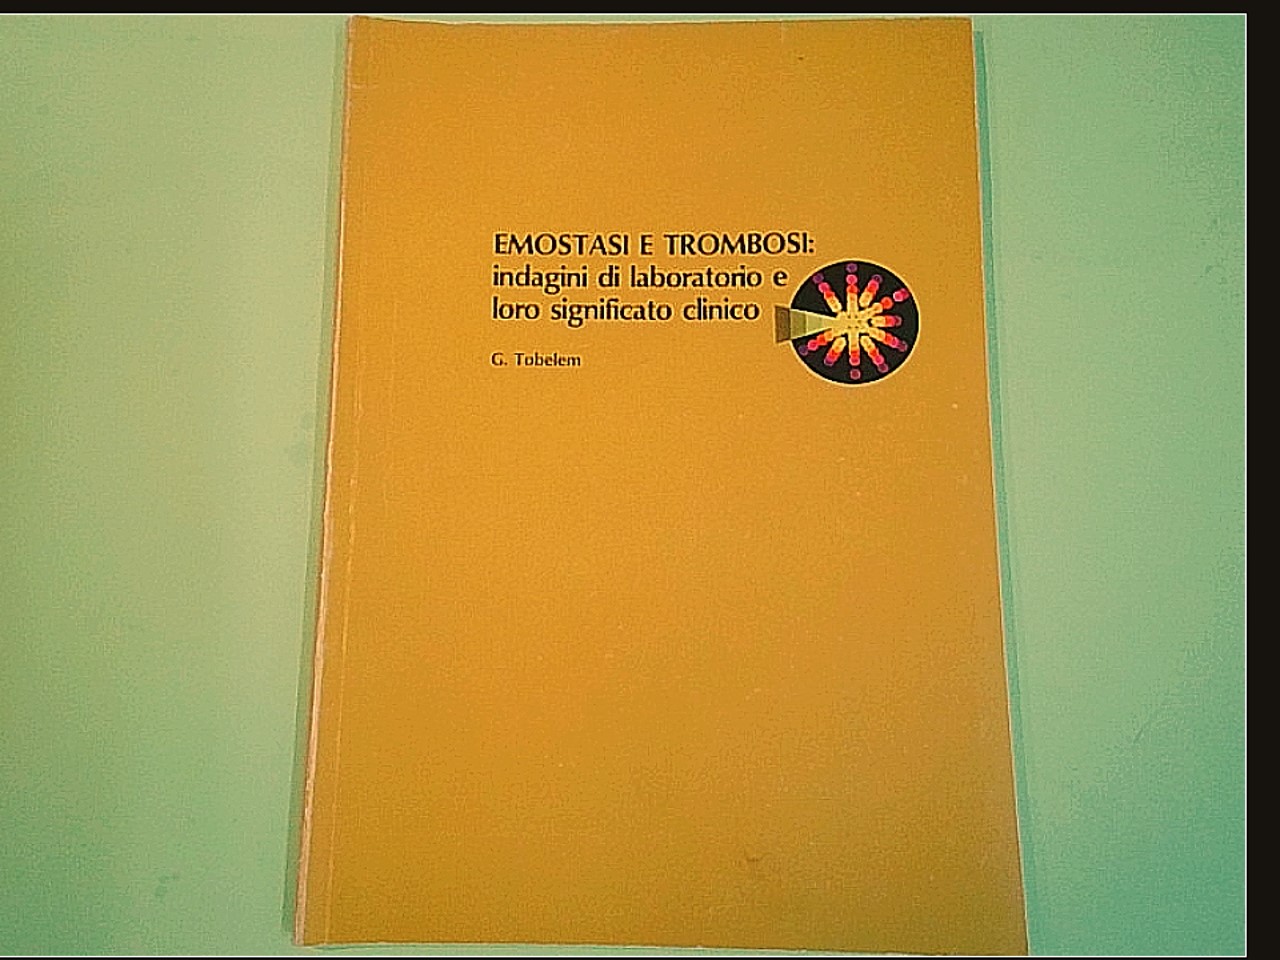 EMOSTASI E TROMBOSI:
indagini di laboratorio e
loro significato clinico
G. Tobelem